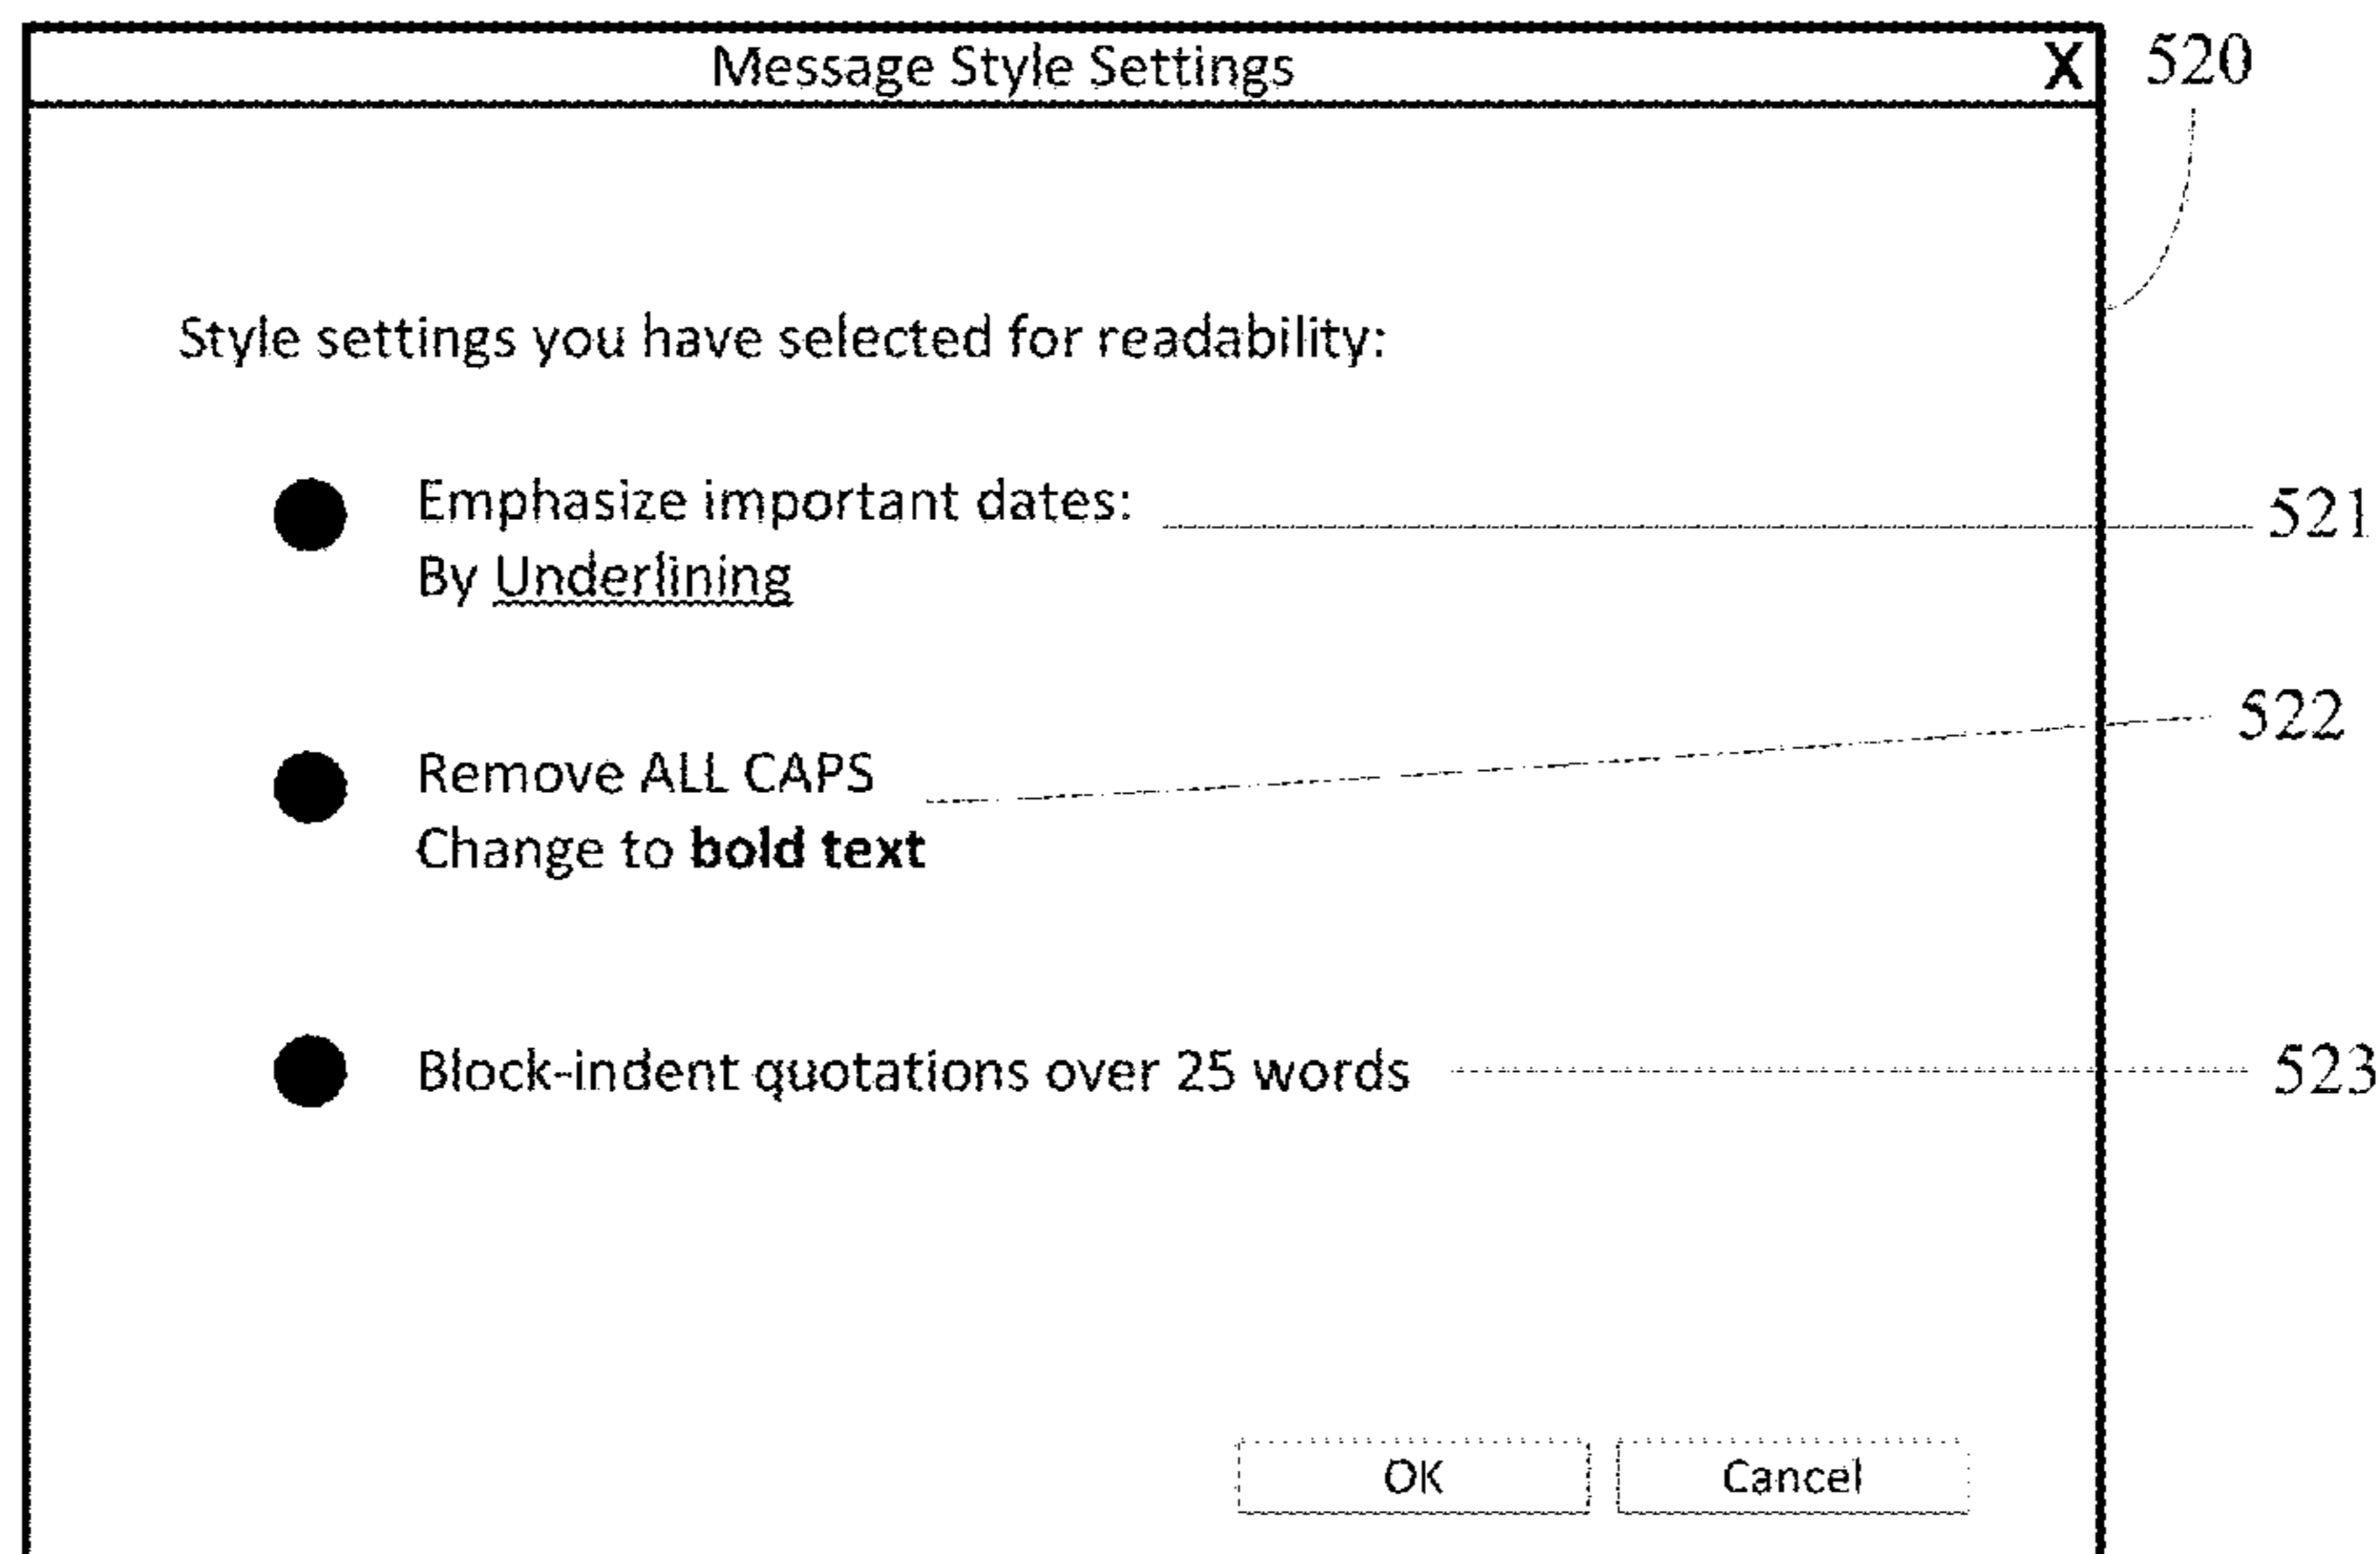 Message Style Settings X 520
Style settings you have selected for readability:
Emphasize important dates: 521
By Underlining
522
Remove ALL CAPS
Change to bold text
Block-indent quotations over 25 words 523
OK Cancel